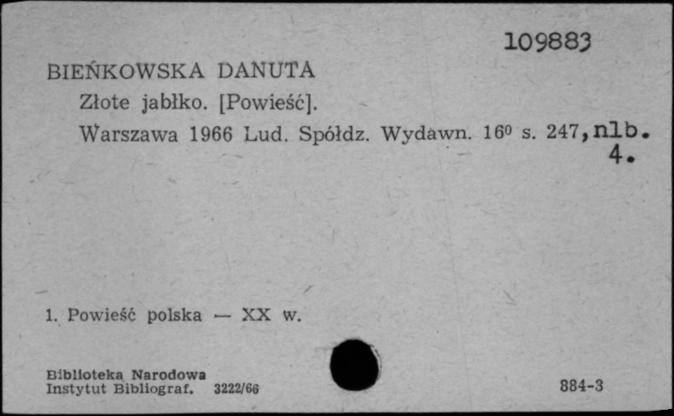 109883
BIEŃKOWSKA DANUTA
Złote jabłko. [Powieść].
Warszawa 1966 Lud. Spółdz. Wydawn. 16⁰ s. 247, nlb.
4.
1. Powieść polska — XX w.
Biblioteka Narodowa
Instytut Bibliograf. 3222/66
884-3